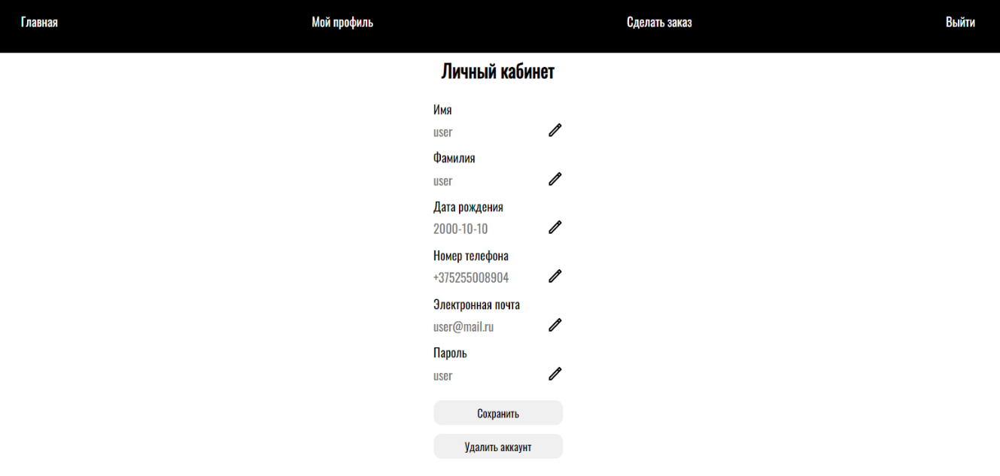 Главная Мой профиль Сделать заказ Выйти
Личный кабинет
Имя
user
Фамилия
user
Дата рождения
2000-10-10
Номер телефона
+375255008904
Электронная почта
user@mail.ru
Пароль
user
Сохранить
Удалить аккаунт